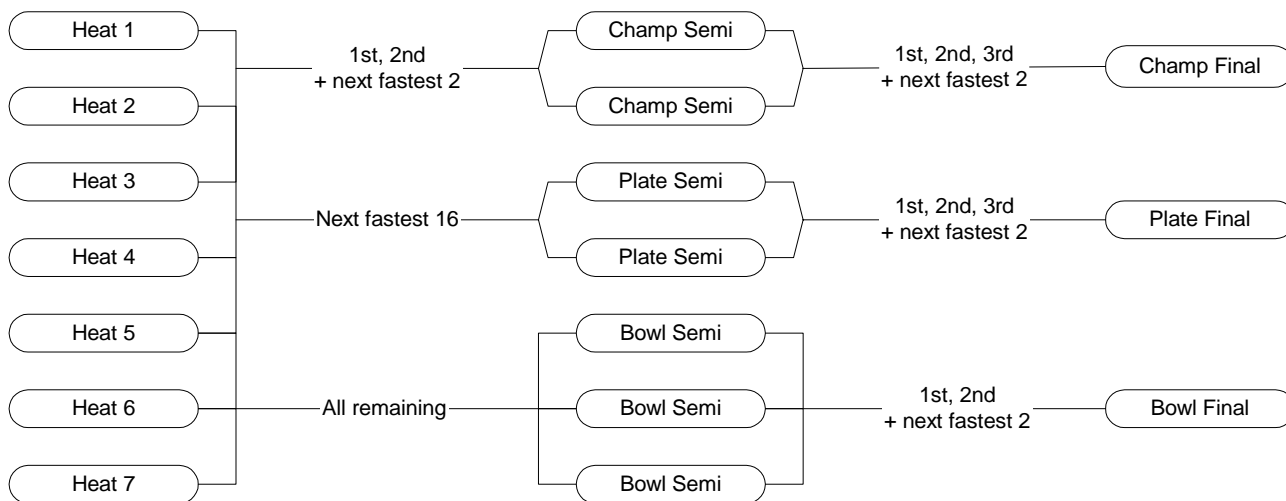 Heat 1
Heat 2
Heat 3
Heat 4
Heat 5
Heat 6
Heat 7
1st, 2nd
+ next fastest 2
Next fastest 16
All remaining
Champ Semi
Champ Semi
Plate Semi
Plate Semi
Bowl Semi
Bowl Semi
Bowl Semi
1st, 2nd, 3rd
+ next fastest 2
1st, 2nd, 3rd
+ next fastest 2
1st, 2nd
+ next fastest 2
Champ Final
Plate Final
Bowl Final